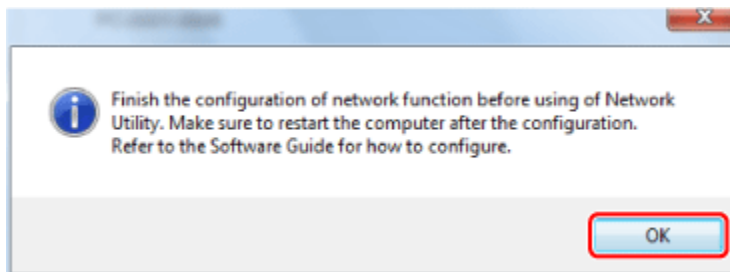 Finish the configuration of network function before using of Network
Utility. Make sure to restart the computer after the configuration.
Refer to the Software Guide for how to configure.
OK